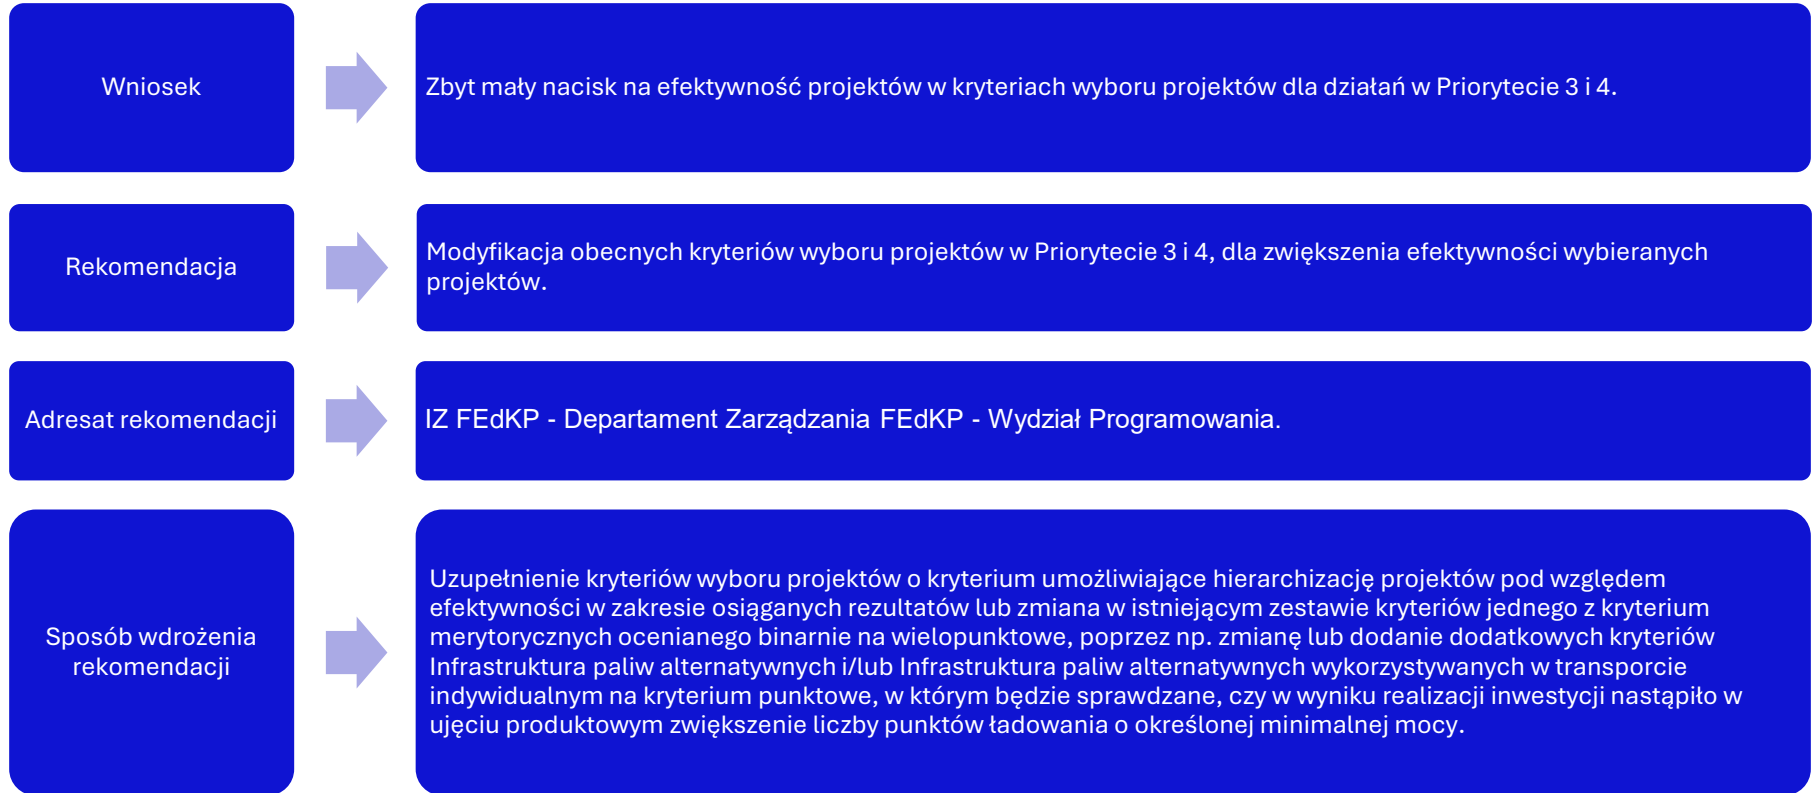 Wniosek
Zbyt mały nacisk na efektywność projektów w kryteriach wyboru projektów dla działań w Priorytecie 3 i 4.
Rekomendacja
Modyfikacja obecnych kryteriów wyboru projektów w Priorytecie 3 i 4, dla zwiększenia efektywności wybieranych
projektów.
Adresat rekomendacji
IZ FEdKP - Departament Zarządzania FEdKP - Wydział Programowania.
Sposób wdrożenia
rekomendacji
Uzupełnienie kryteriów wyboru projektów o kryterium umożliwiające hierarchizację projektów pod względem
efektywności w zakresie osiąganych rezultatów lub zmiana w istniejącym zestawie kryteriów jednego z kryterium
merytorycznych ocenianego binarnie na wielopunktowe, poprzez np. zmianę lub dodanie dodatkowych kryteriów
Infrastruktura paliw alternatywnych i/lub Infrastruktura paliw alternatywnych wykorzystywanych w transporcie
indywidualnym na kryterium punktowe, w którym będzie sprawdzane, czy w wyniku realizacji inwestycji nastąpiło w
ujęciu produktowym zwiększenie liczby punktów ładowania o określonej minimalnej mocy.